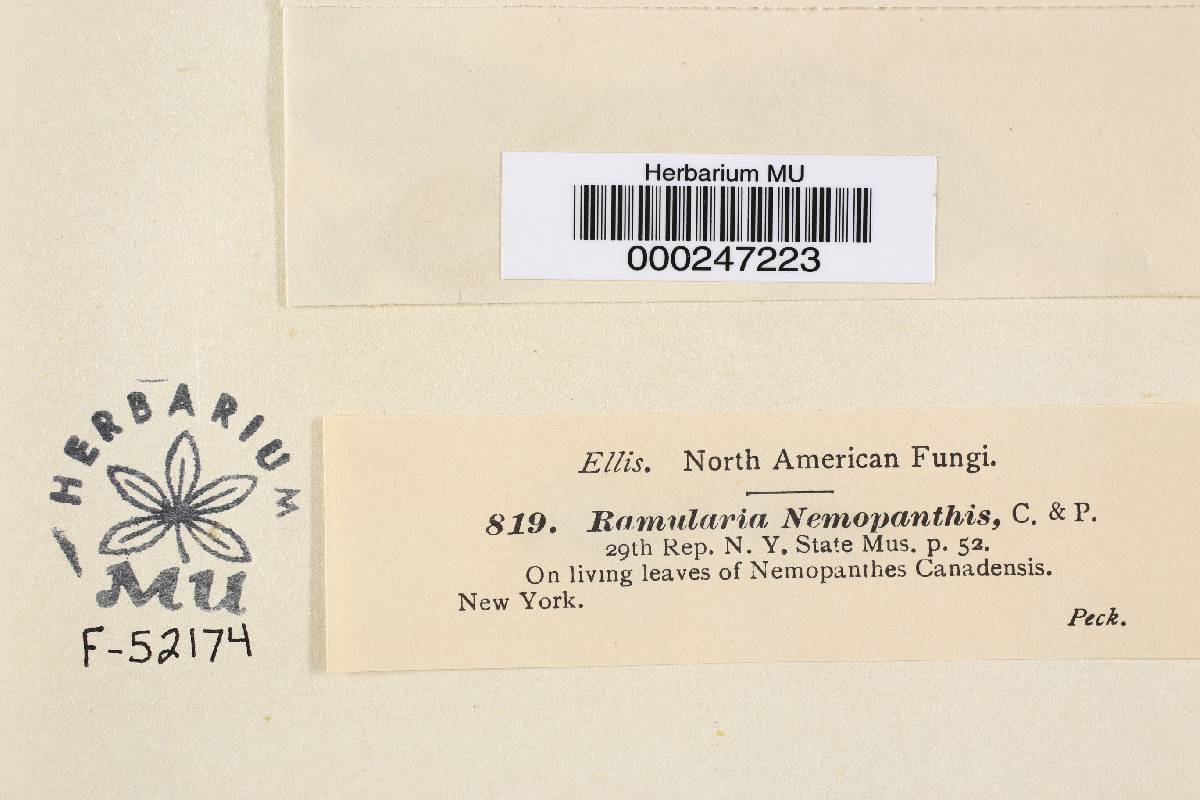 Herbarium MU
000247223
HERBARIUM
MU
F-52174
Ellis. North American Fungi.
819. Ramularia Nemopanthis, C. & P.
29th Rep. N. Y. State Mus. p. 52.
On living leaves of Nemopanthes Canadensis.
New York.
Peck.